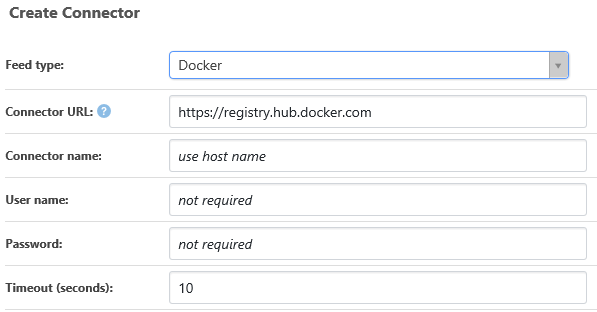 Create Connector
Feed type: Docker
Connector URL: ? https://registry.hub.docker.com
Connector name: use host name
User name: not required
Password: not required
Timeout (seconds): 10